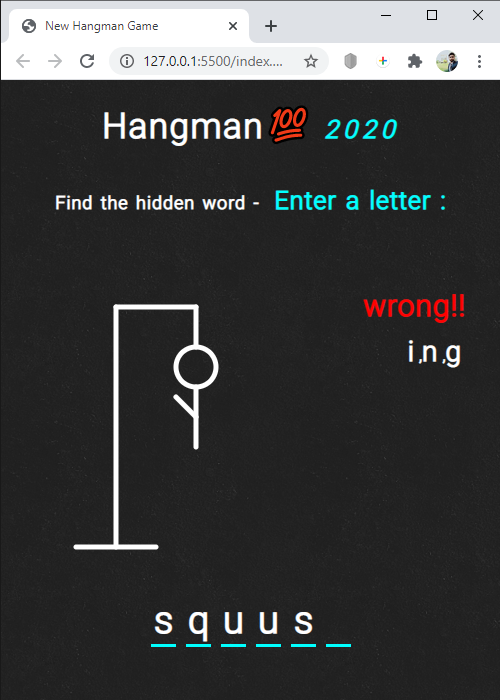 New Hangman Game
127.0.0.1:5500/index....
Hangman💯 2020
Find the hidden word - Enter a letter :
wrong!!
i,n,g
s q u u s _